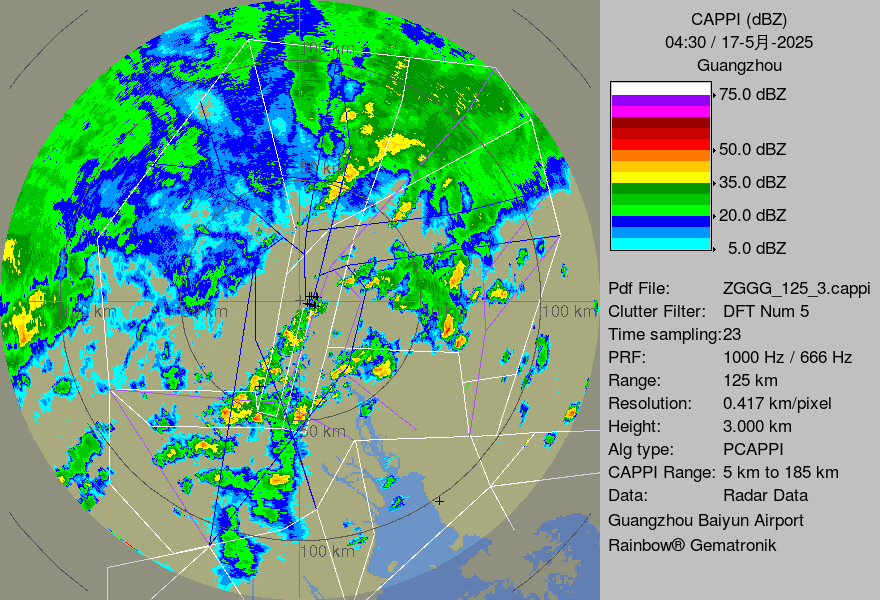 CAPPI (dBZ)
04:30 / 17-5月-2025
Guangzhou
75.0 dBZ
50.0 dBZ
35.0 dBZ
20.0 dBZ
5.0 dBZ
Pdf File: ZGGG_125_3.cappi
Clutter Filter: DFT Num 5
Time sampling:23
PRF: 1000 Hz / 666 Hz
Range: 125 km
Resolution: 0.417 km/pixel
Height: 3.000 km
Alg type: PCAPPI
CAPPI Range: 5 km to 185 km
Data: Radar Data
Guangzhou Baiyun Airport
Rainbow® Gematronik
100 km
50 km
100 km
50 km
100 km
50 km
100 km